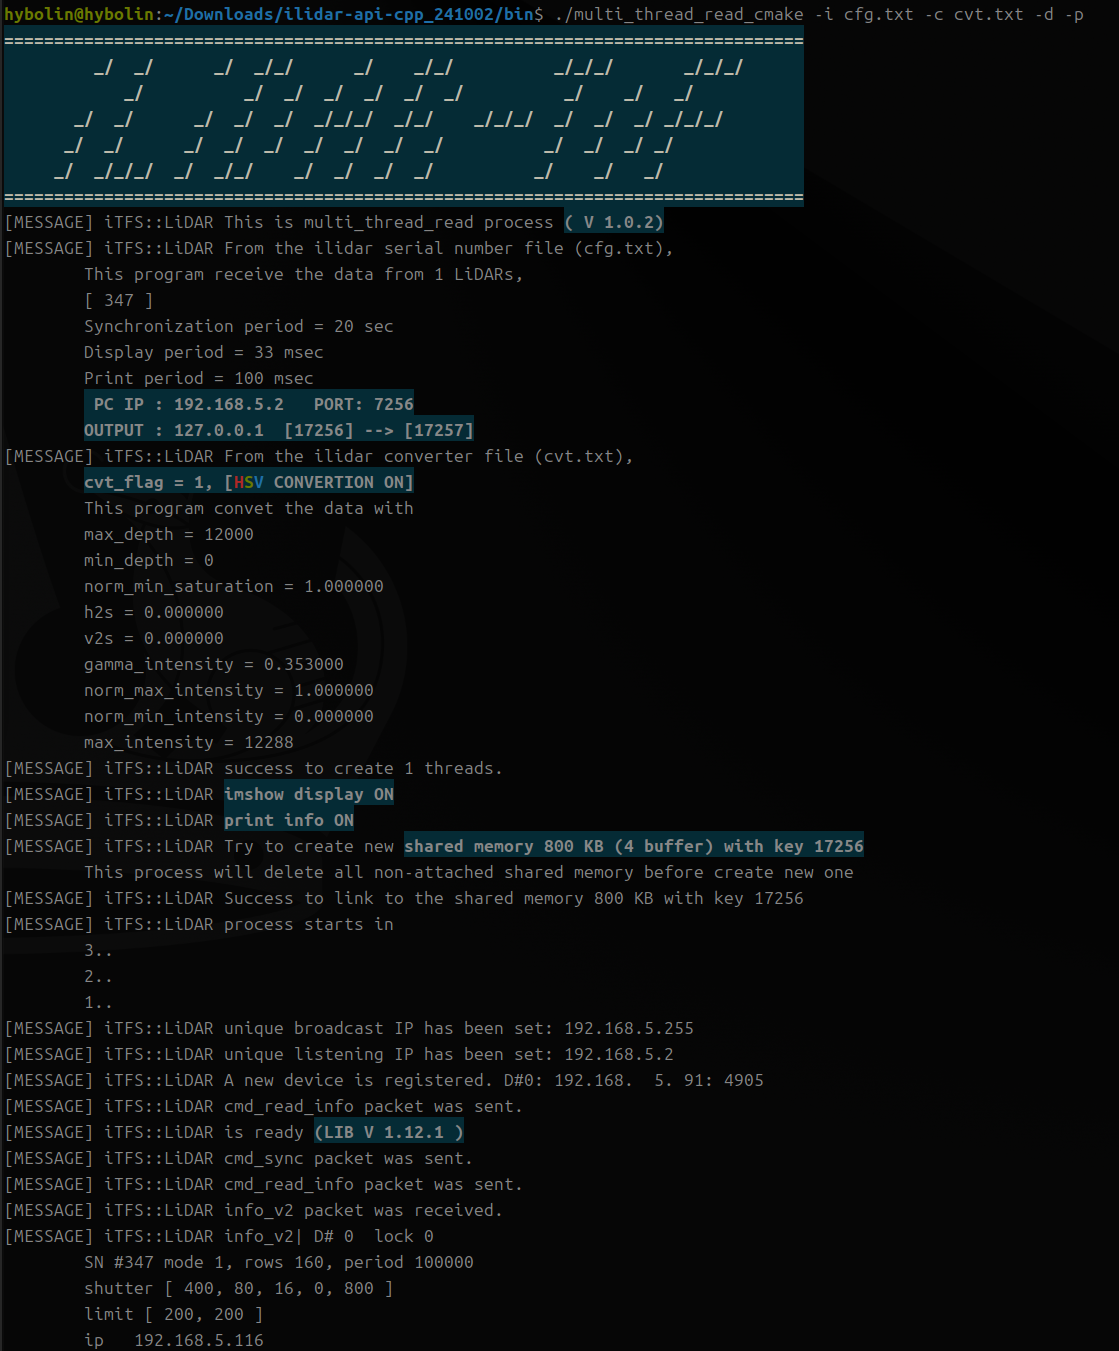 hybolin@hybolin:~/Downloads/ilidar-api-cpp_241002/bin$ ./multi_thread_read_cmake -i cfg.txt -c cvt.txt -d -p
================================================================================
         _/  _/      _/  _/_/      _/    _/_/          _/_/_/       _/_/_/
            _/          _/  _/  _/  _/  _/  _/          _/    _/   _/
       _/  _/      _/  _/  _/  _/_/_/  _/_/    _/_/_/  _/  _/  _/ _/_/_/
      _/  _/      _/  _/  _/  _/  _/  _/  _/          _/  _/  _/ _/
     _/  _/_/_/  _/  _/_/    _/  _/  _/  _/          _/    _/   _/
================================================================================
[MESSAGE] iTFS::LiDAR This is multi_thread_read process ( V 1.0.2)
[MESSAGE] iTFS::LiDAR From the ilidar serial number file (cfg.txt),
        This program receive the data from 1 LiDARs,
        [ 347 ]
        Synchronization period = 20 sec
        Display period = 33 msec
        Print period = 100 msec
         PC IP : 192.168.5.2   PORT: 7256
        OUTPUT : 127.0.0.1  [17256] --> [17257]
[MESSAGE] iTFS::LiDAR From the ilidar converter file (cvt.txt),
        cvt_flag = 1, [HSV CONVERTION ON]
        This program convet the data with
        max_depth = 12000
        min_depth = 0
        norm_min_saturation = 1.000000
        h2s = 0.000000
        v2s = 0.000000
        gamma_intensity = 0.353000
        norm_max_intensity = 1.000000
        norm_min_intensity = 0.000000
        max_intensity = 12288
[MESSAGE] iTFS::LiDAR success to create 1 threads.
[MESSAGE] iTFS::LiDAR imshow display ON
[MESSAGE] iTFS::LiDAR print info ON
[MESSAGE] iTFS::LiDAR Try to create new shared memory 800 KB (4 buffer) with key 17256
        This process will delete all non-attached shared memory before create new one
[MESSAGE] iTFS::LiDAR Success to link to the shared memory 800 KB with key 17256
[MESSAGE] iTFS::LiDAR process starts in
        3..
        2..
        1..
[MESSAGE] iTFS::LiDAR unique broadcast IP has been set: 192.168.5.255
[MESSAGE] iTFS::LiDAR unique listening IP has been set: 192.168.5.2
[MESSAGE] iTFS::LiDAR A new device is registered. D#0: 192.168.  5. 91: 4905
[MESSAGE] iTFS::LiDAR cmd_read_info packet was sent.
[MESSAGE] iTFS::LiDAR is ready (LIB V 1.12.1 )
[MESSAGE] iTFS::LiDAR cmd_sync packet was sent.
[MESSAGE] iTFS::LiDAR cmd_read_info packet was sent.
[MESSAGE] iTFS::LiDAR info_v2 packet was received.
[MESSAGE] iTFS::LiDAR info_v2| D# 0  lock 0
        SN #347 mode 1, rows 160, period 100000
        shutter [ 400, 80, 16, 0, 800 ]
        limit [ 200, 200 ]
        ip   192.168.5.116